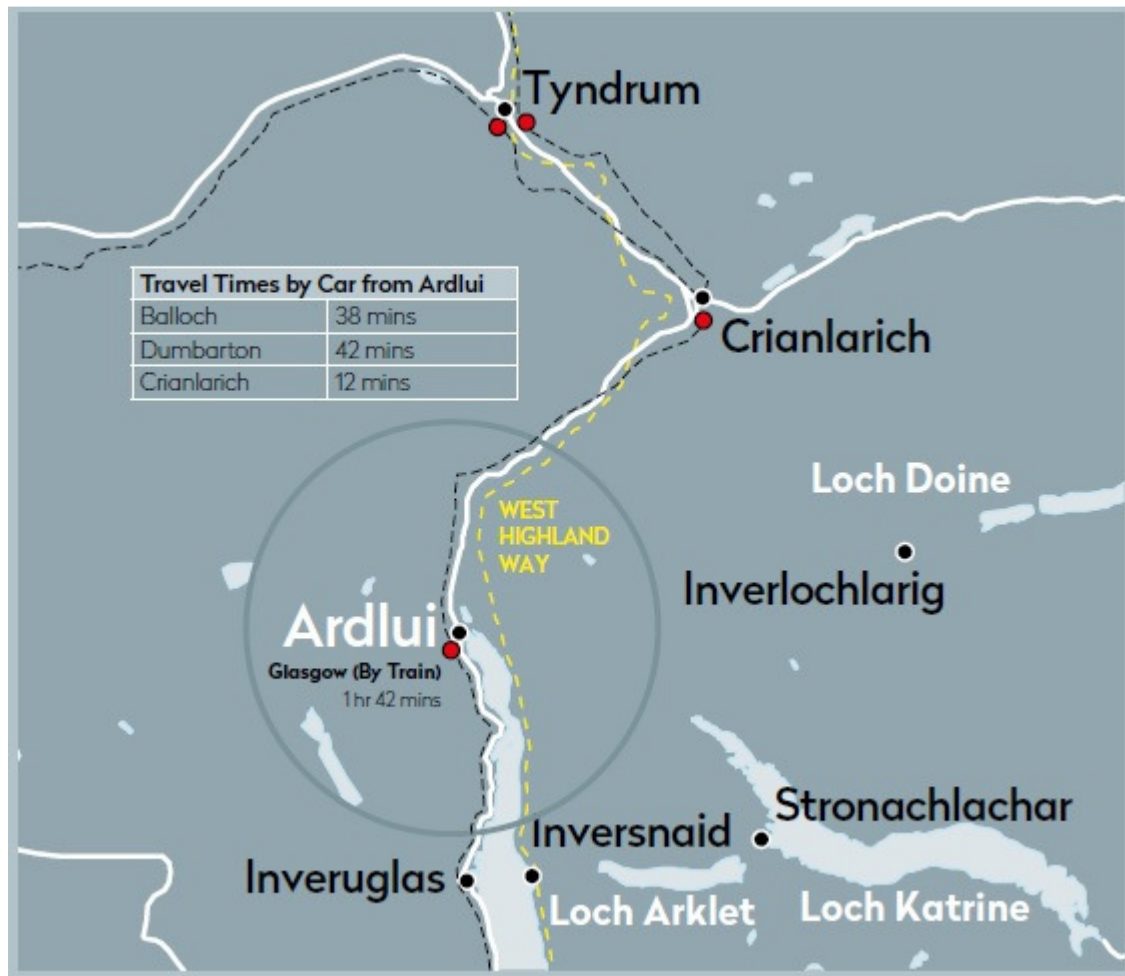 Tyndrum
Travel Times by Car from Ardlui
Balloch 38 mins
Dumbarton 42 mins
Crianlarich 12 mins
Crianlarich
Loch Doine
WEST
HIGHLAND
WAY
Inverlochlarig
Ardlui
Glasgow (By Train)
1 hr 42 mins
Stronachlachar
Inversnaid
Inveruglas
Loch Arklet
Loch Katrine